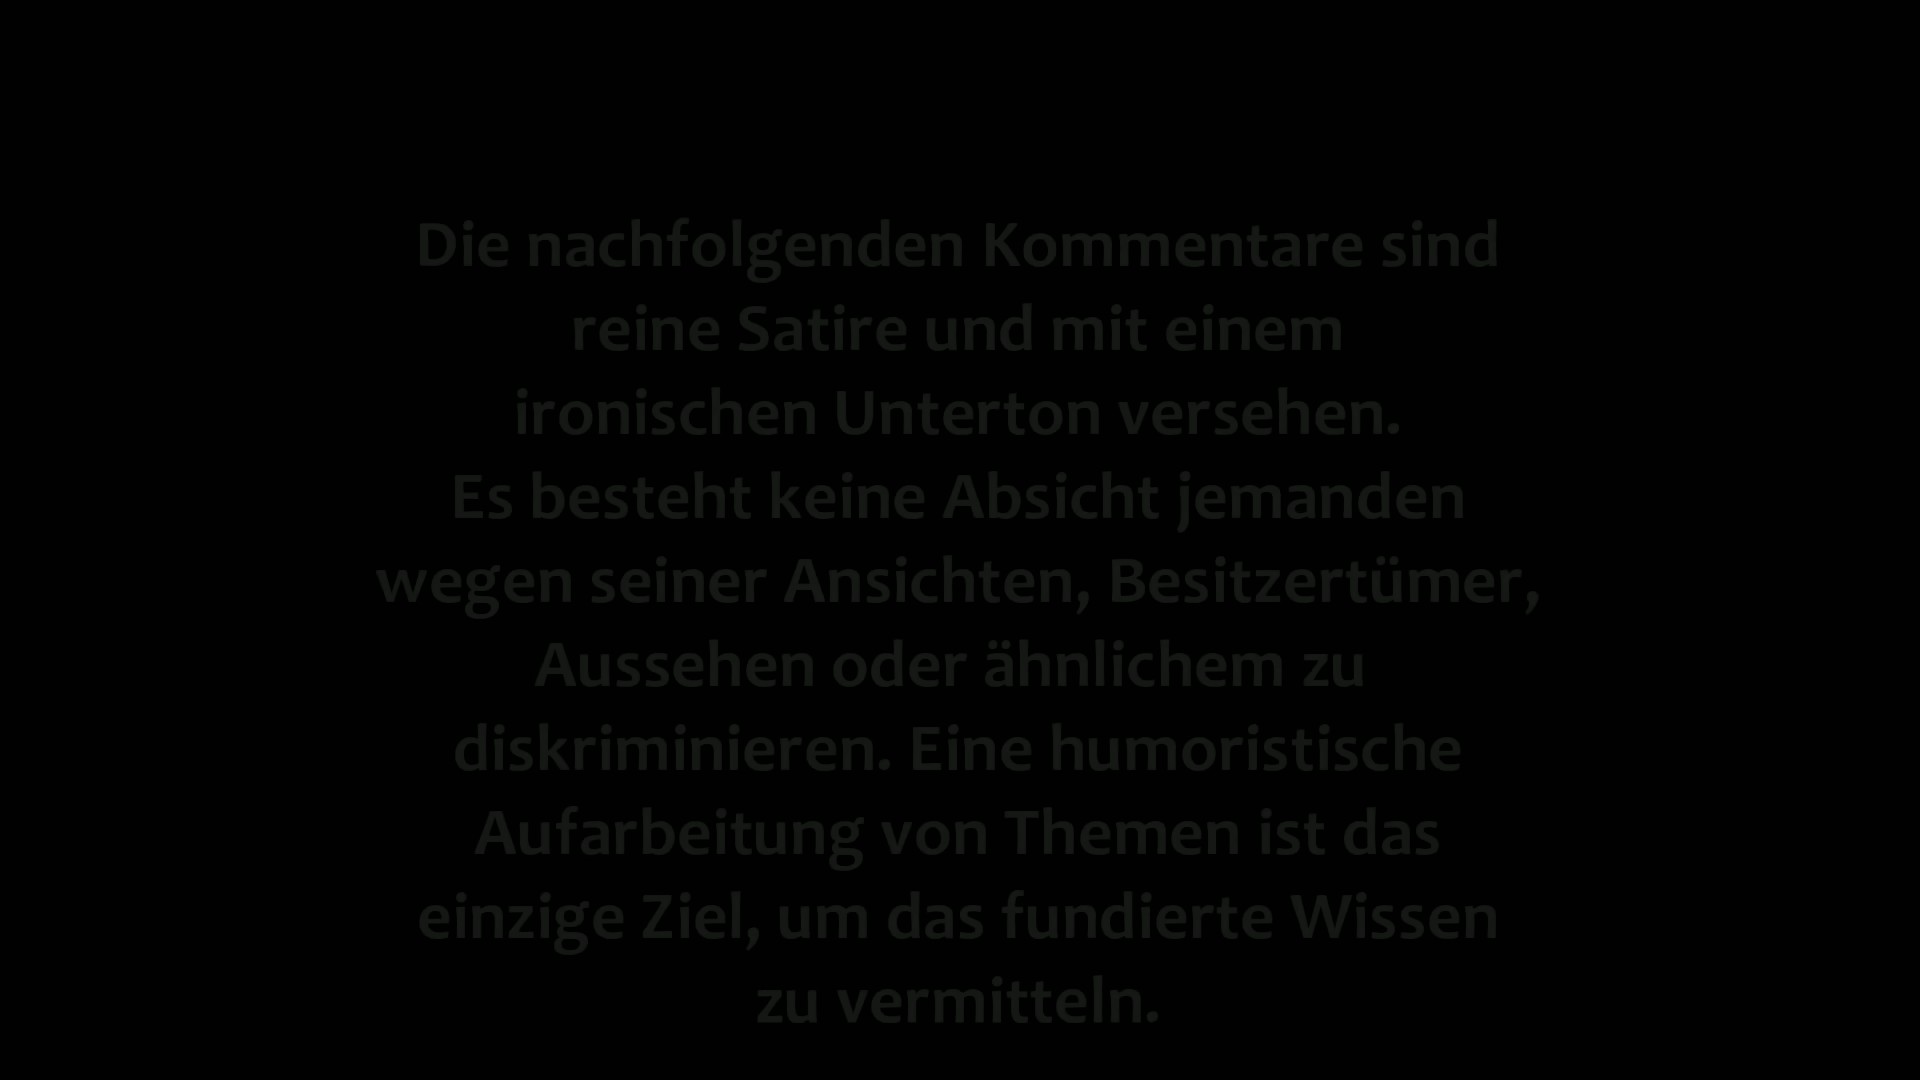 Die nachfolgenden Kommentare sind
reine Satire und mit einem
ironischen Unterton versehen.
Es besteht keine Absicht jemanden
wegen seiner Ansichten, Besitzertümer,
Aussehen oder ähnlichem zu
diskriminieren. Eine humoristische
Aufarbeitung von Themen ist das
einzige Ziel, um das fundierte Wissen
zu vermitteln.